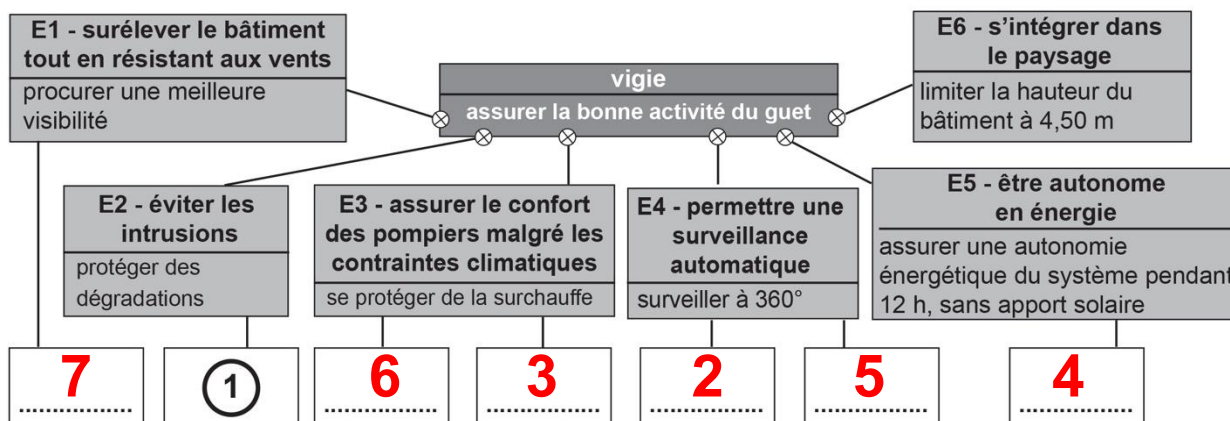 E1 - surélever le bâtiment
tout en résistant aux vents
procurer une meilleure
visibilité
vigie
assurer la bonne activité du guet
E6 - s’intégrer dans
le paysage
limiter la hauteur du
bâtiment à 4,50 m
E2 - éviter les
intrusions
protéger des
dégradations
E3 - assurer le confort
des pompiers malgré les
contraintes climatiques
se protéger de la surchauffe
E4 - permettre une
surveillance
automatique
surveiller à 360°
E5 - être autonome
en énergie
assurer une autonomie
énergétique du système pendant
12 h, sans apport solaire
7
1
6
3
2
5
4